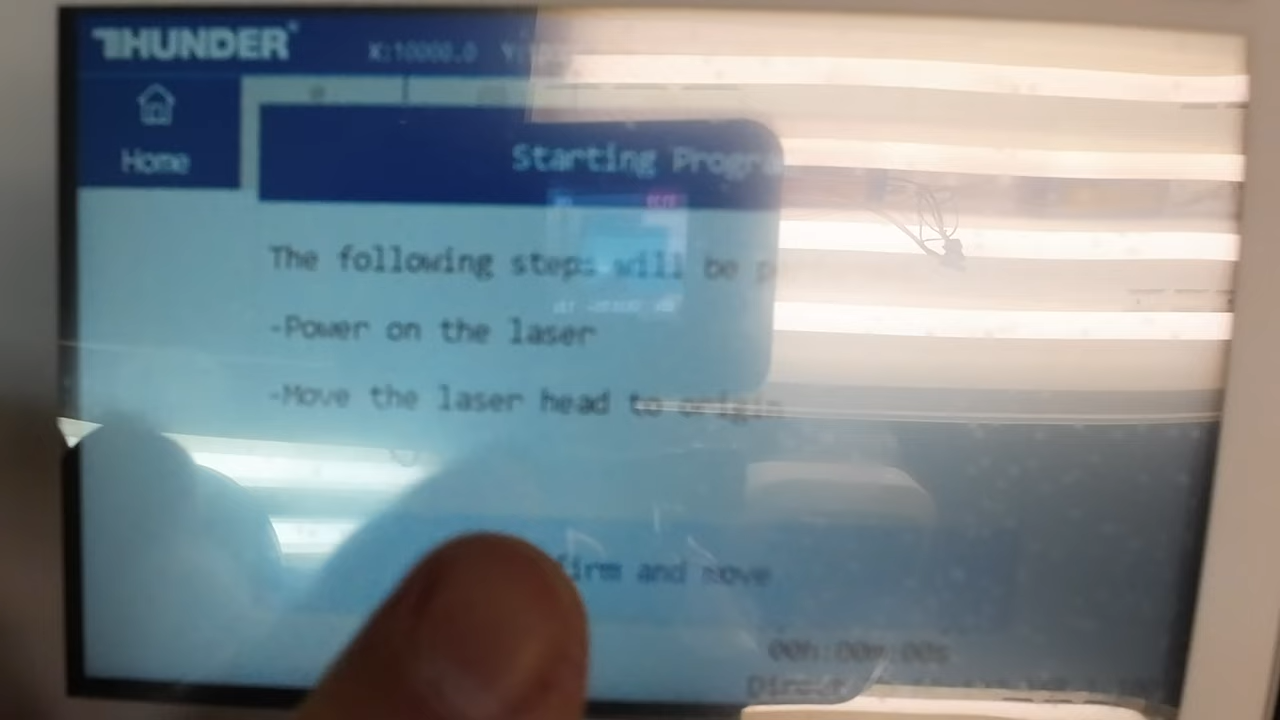 THUNDER
X:10000.0 Y:
Home
Starting Progra
The following steps will be p
-Power on the laser
-Move the laser head to origin
firm and move
00h:00m:00s